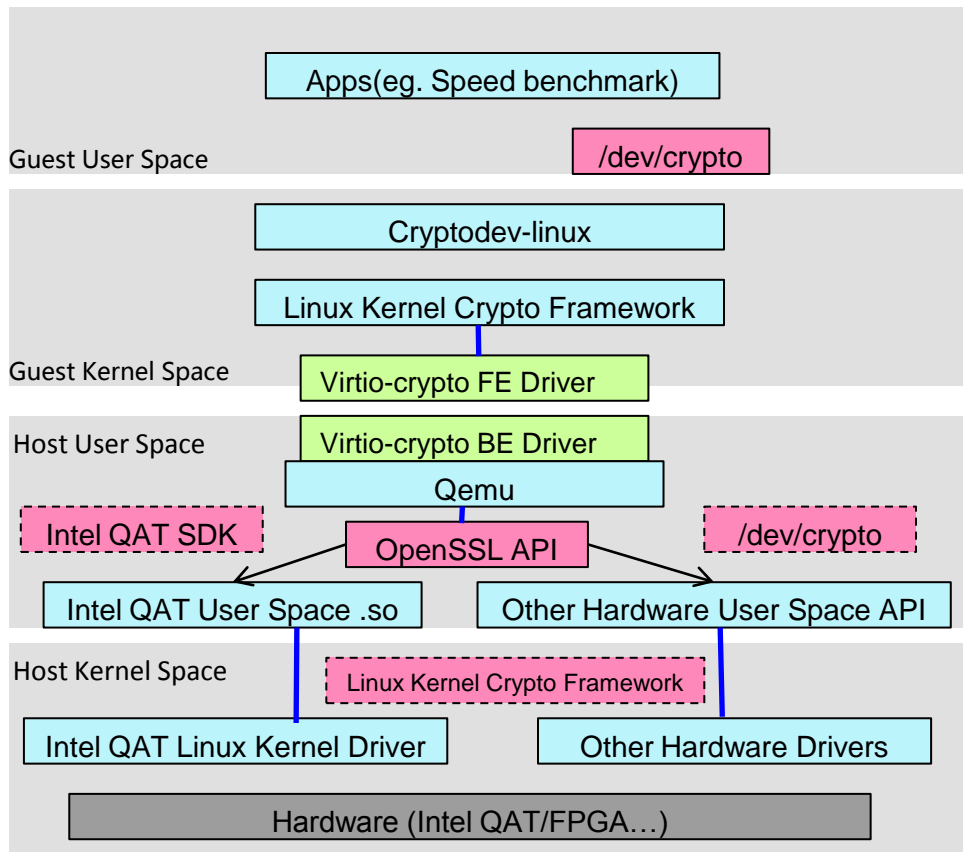 Apps(eg. Speed benchmark)
Guest User Space
/dev/crypto
Cryptodev-linux
Linux Kernel Crypto Framework
Guest Kernel Space
Virtio-crypto FE Driver
Host User Space
Virtio-crypto BE Driver
Qemu
Intel QAT SDK
OpenSSL API
/dev/crypto
Intel QAT User Space .so
Other Hardware User Space API
Host Kernel Space
Linux Kernel Crypto Framework
Intel QAT Linux Kernel Driver
Other Hardware Drivers
Hardware (Intel QAT/FPGA…)